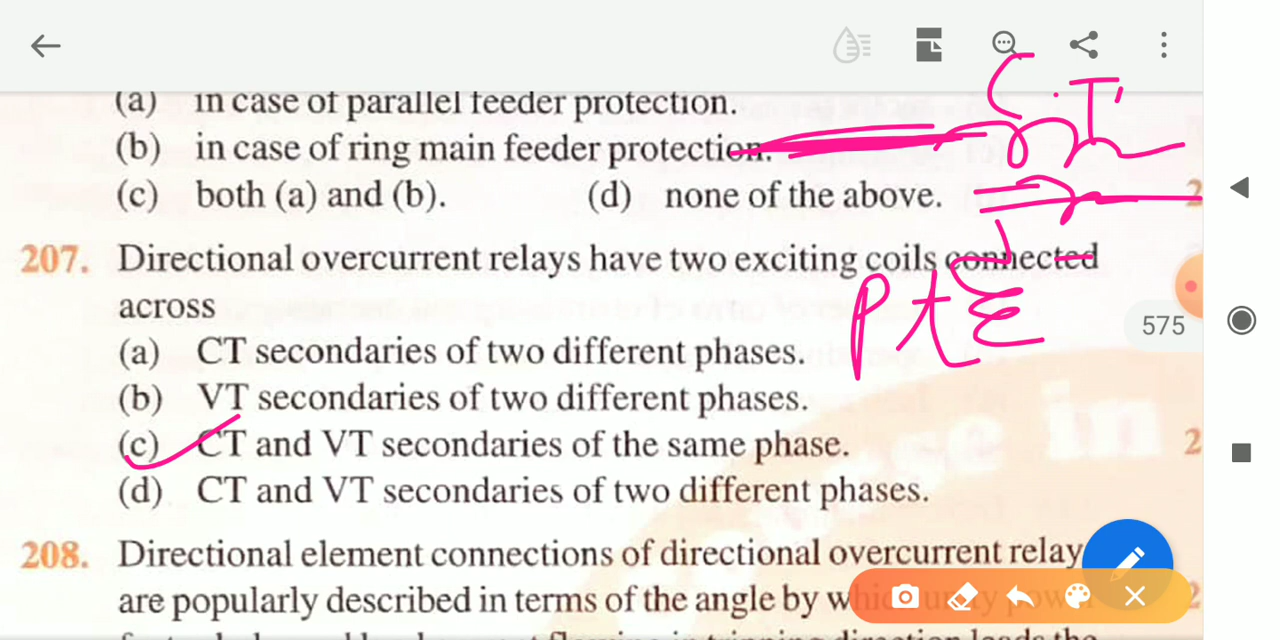 (a) in case of parallel feeder protection.
(b) in case of ring main feeder protection.
(c) both (a) and (b). (d) none of the above.
C.T
207. Directional overcurrent relays have two exciting coils connected
across
575
(a) CT secondaries of two different phases.
(b) VT secondaries of two different phases.
(c) CT and VT secondaries of the same phase.
(d) CT and VT secondaries of two different phases.
208. Directional element connections of directional overcurrent relay
are popularly described in terms of the angle by which unity power